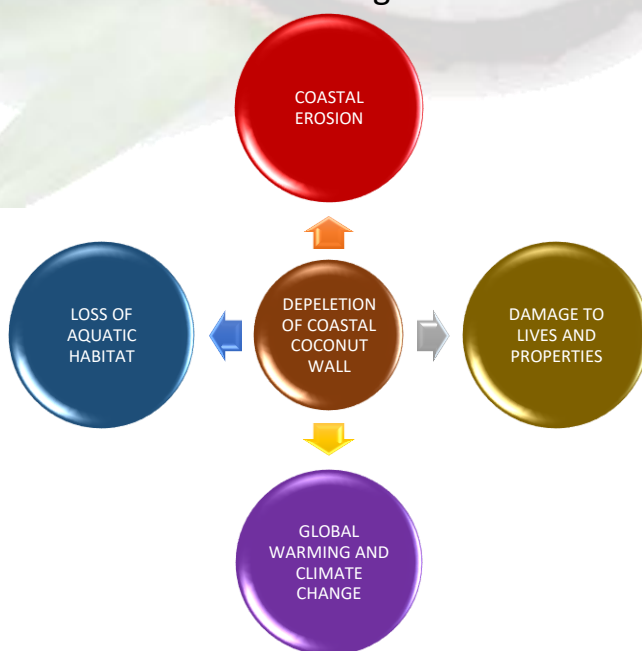 COASTAL
EROSION
LOSS OF
AQUATIC
HABITAT
DEPELETION
OF COASTAL
COCONUT
WALL
DAMAGE TO
LIVES AND
PROPERTIES
GLOBAL
WARMING AND
CLIMATE
CHANGE